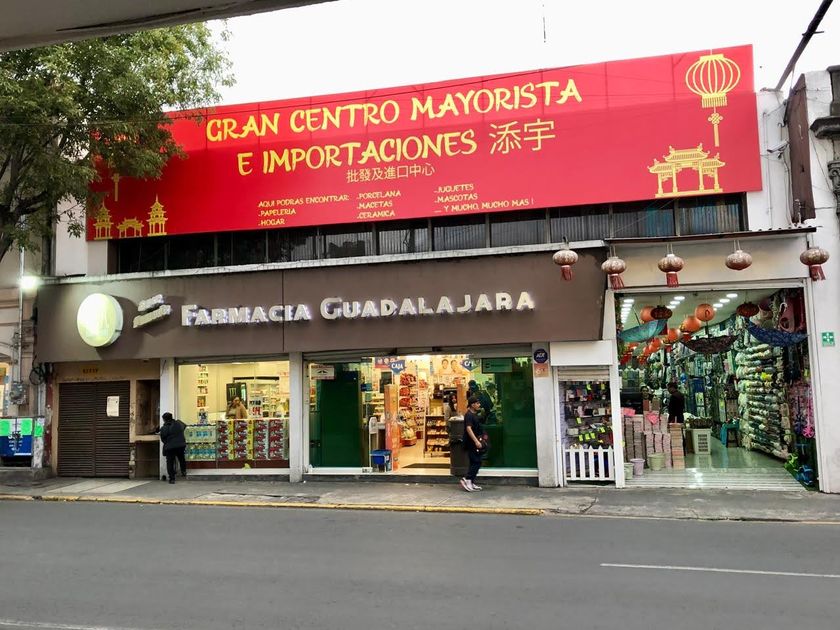 GRAN CENTRO MAYORISTA
E IMPORTACIONES 添宇
批發及進口中心
AQUI PODRAS ENCONTRAR:
-PAPELERIA
-HOGAR
-PORCELANA
-MACETAS
-CERAMICA
-JUGUETES
-MASCOTAS
-- Y MUCHO, MUCHO MAS!
FARMACIA GUADALAJARA
CAJA